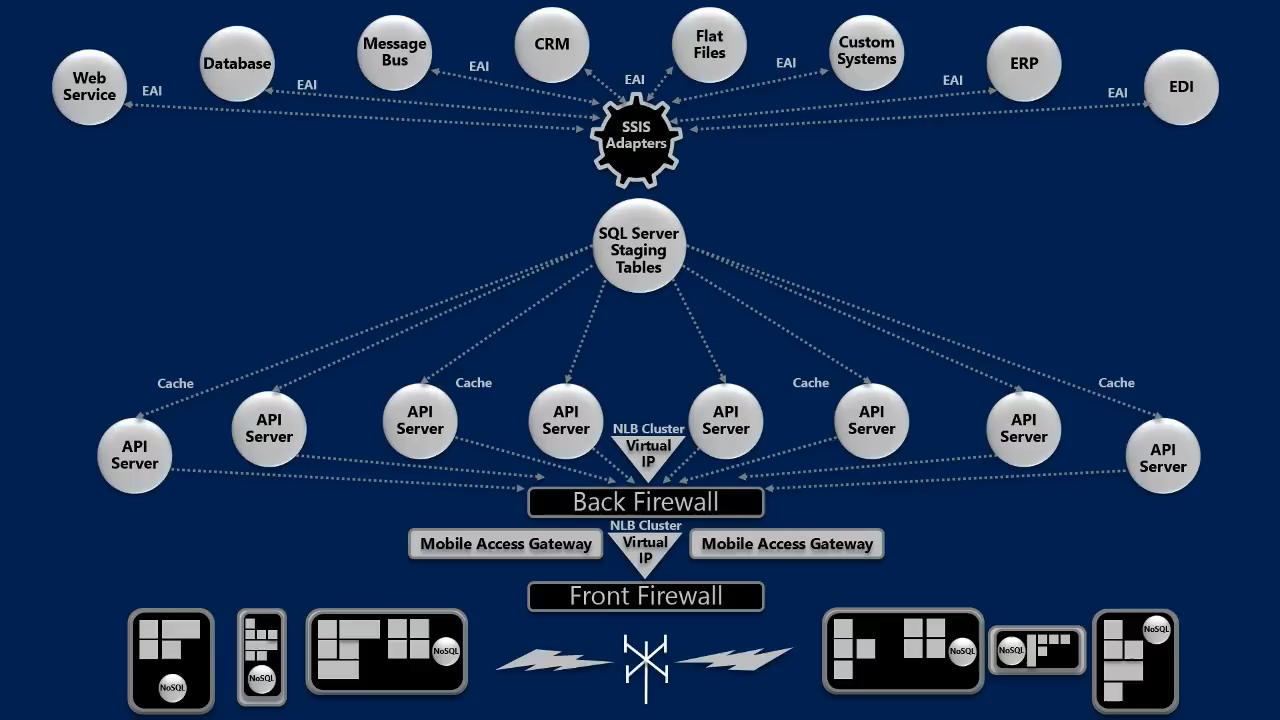 Web
Service
EAI
Database
EAI
Message
Bus
EAI
CRM
EAI
Flat
Files
EAI
Custom
Systems
EAI
ERP
EAI
EDI
SSIS
Adapters
SQL Server
Staging
Tables
Cache
Cache
Cache
Cache
API
Server
API
Server
API
Server
API
Server
API
Server
API
Server
API
Server
API
Server
NLB Cluster
Virtual
IP
Back Firewall
NLB Cluster
Mobile Access Gateway
Virtual
IP
Mobile Access Gateway
Front Firewall
NoSQL
NoSQL
NoSQL
NoSQL
NoSQL
NoSQL